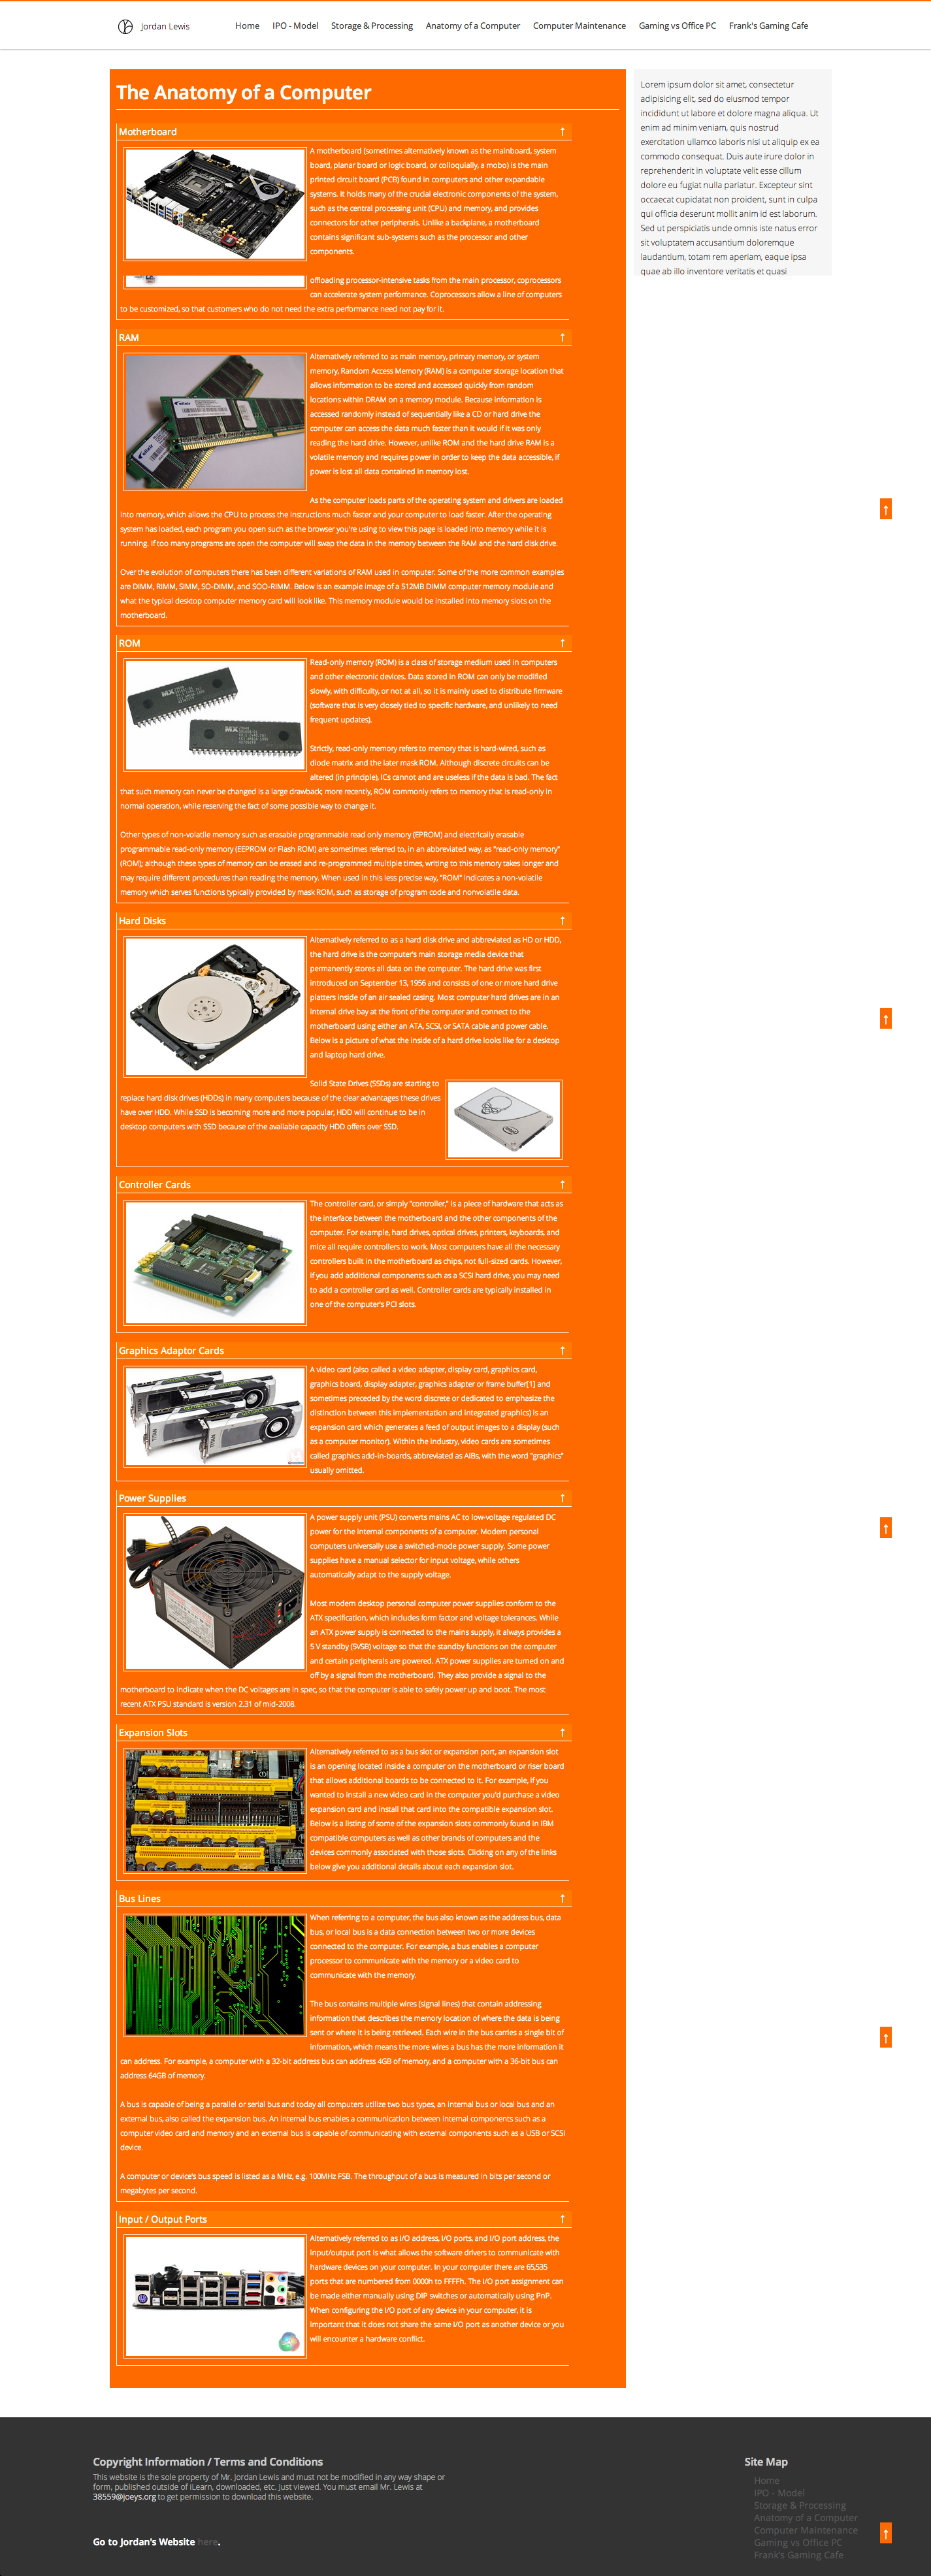 Jordan Lewis
Home IPO - Model Storage & Processing Anatomy of a Computer Computer Maintenance Gaming vs Office PC Frank's Gaming Cafe
The Anatomy of a Computer
Motherboard ↑
A motherboard (sometimes alternatively known as the mainboard, system
board, planar board or logic board, or colloquially, a mobo) is the main
printed circuit board (PCB) found in computers and other expandable
systems. It holds many of the crucial electronic components of the system,
such as the central processing unit (CPU) and memory, and provides
connectors for other peripherals. Unlike a backplane, a motherboard
contains significant sub-systems such as the processor and other
components.
offloading processor-intensive tasks from the main processor, coprocessors
can accelerate system performance. Coprocessors allow a line of computers
to be customized, so that customers who do not need the extra performance need not pay for it.
RAM ↑
Alternatively referred to as main memory, primary memory, or system
memory, Random Access Memory (RAM) is a computer storage location that
allows information to be stored and accessed quickly from random
locations within DRAM on a memory module. Because information is
accessed randomly instead of sequentially like a CD or hard drive the
computer can access the data much faster than it would if it was only
reading the hard drive. However, unlike ROM and the hard drive RAM is a
volatile memory and requires power in order to keep the data accessible, if
power is lost all data contained in memory lost.
As the computer loads parts of the operating system and drivers are loaded
into memory, which allows the CPU to process the instructions much faster and your computer to load faster. After the operating
system has loaded, each program you open such as the browser you're using to view this page is loaded into memory while it is
running. If too many programs are open the computer will swap the data in the memory between the RAM and the hard disk drive.
Over the evolution of computers there has been different variations of RAM used in computer. Some of the more common examples
are DIMM, RIMM, SIMM, SO-DIMM, and SOO-RIMM. Below is an example image of a 512MB DIMM computer memory module and
what the typical desktop computer memory card will look like. This memory module would be installed into memory slots on the
motherboard.
ROM ↑
Read-only memory (ROM) is a class of storage medium used in computers
and other electronic devices. Data stored in ROM can only be modified
slowly, with difficulty, or not at all, so it is mainly used to distribute firmware
(software that is very closely tied to specific hardware, and unlikely to need
frequent updates).
Strictly, read-only memory refers to memory that is hard-wired, such as
diode matrix and the later mask ROM. Although discrete circuits can be
altered (in principle), ICs cannot and are useless if the data is bad. The fact
that such memory can never be changed is a large drawback; more recently, ROM commonly refers to memory that is read-only in
normal operation, while reserving the fact of some possible way to change it.
Other types of non-volatile memory such as erasable programmable read only memory (EPROM) and electrically erasable
programmable read-only memory (EEPROM or Flash ROM) are sometimes referred to, in an abbreviated way, as "read-only memory"
(ROM); although these types of memory can be erased and re-programmed multiple times, writing to this memory takes longer and
may require different procedures than reading the memory. When used in this less precise way, "ROM" indicates a non-volatile
memory which serves functions typically provided by mask ROM, such as storage of program code and nonvolatile data.
Hard Disks ↑
Alternatively referred to as a hard disk drive and abbreviated as HD or HDD,
the hard drive is the computer's main storage media device that
permanently stores all data on the computer. The hard drive was first
introduced on September 13, 1956 and consists of one or more hard drive
platters inside of an air sealed casing. Most computer hard drives are in an
internal drive bay at the front of the computer and connect to the
motherboard using either an ATA, SCSI, or SATA cable and power cable.
Below is a picture of what the inside of a hard drive looks like for a desktop
and laptop hard drive.
Solid State Drives (SSDs) are starting to
replace hard disk drives (HDDs) in many computers because of the clear advantages these drives
have over HDD. While SSD is becoming more and more popular, HDD will continue to be in
desktop computers with SSD because of the available capacity HDD offers over SSD.
Controller Cards ↑
The controller card, or simply "controller," is a piece of hardware that acts as
the interface between the motherboard and the other components of the
computer. For example, hard drives, optical drives, printers, keyboards, and
mice all require controllers to work. Most computers have all the necessary
controllers built in the motherboard as chips, not full-sized cards. However,
if you add additional components such as a SCSI hard drive, you may need
to add a controller card as well. Controller cards are typically installed in
one of the computer's PCI slots.
Graphics Adaptor Cards ↑
A video card (also called a video adapter, display card, graphics card,
graphics board, display adapter, graphics adapter or frame buffer[1] and
sometimes preceded by the word discrete or dedicated to emphasize the
distinction between this implementation and integrated graphics) is an
expansion card which generates a feed of output images to a display (such
as a computer monitor). Within the industry, video cards are sometimes
called graphics add-in-boards, abbreviated as AIBs, with the word "graphics"
usually omitted.
Power Supplies ↑
A power supply unit (PSU) converts mains AC to low-voltage regulated DC
power for the internal components of a computer. Modern personal
computers universally use a switched-mode power supply. Some power
supplies have a manual selector for input voltage, while others
automatically adapt to the supply voltage.
Most modern desktop personal computer power supplies conform to the
ATX specification, which includes form factor and voltage tolerances. While
an ATX power supply is connected to the mains supply, it always provides a
5 V standby (5VSB) voltage so that the standby functions on the computer
and certain peripherals are powered. ATX power supplies are turned on and
off by a signal from the motherboard. They also provide a signal to the
motherboard to indicate when the DC voltages are in spec, so that the computer is able to safely power up and boot. The most
recent ATX PSU standard is version 2.31 of mid-2008.
Expansion Slots ↑
Alternatively referred to as a bus slot or expansion port, an expansion slot
is an opening located inside a computer on the motherboard or riser board
that allows additional boards to be connected to it. For example, if you
wanted to install a new video card in the computer you'd purchase a video
expansion card and install that card into the compatible expansion slot.
Below is a listing of some of the expansion slots commonly found in IBM
compatible computers as well as other brands of computers and the
devices commonly associated with those slots. Clicking on any of the links
below give you additional details about each expansion slot.
Bus Lines ↑
When referring to a computer, the bus also known as the address bus, data
bus, or local bus is a data connection between two or more devices
connected to the computer. For example, a bus enables a computer
processor to communicate with the memory or a video card to
communicate with the memory.
The bus contains multiple wires (signal lines) that contain addressing
information that describes the memory location of where the data is being
sent or where it is being retrieved. Each wire in the bus carries a single bit of
information, which means the more wires a bus has the more information it
can address. For example, a computer with a 32-bit address bus can address 4GB of memory, and a computer with a 36-bit bus can
address 64GB of memory.
A bus is capable of being a parallel or serial bus and today all computers utilize two bus types, an internal bus or local bus and an
external bus, also called the expansion bus. An internal bus enables a communication between internal components such as a
computer video card and memory and an external bus is capable of communicating with external components such as a USB or SCSI
device.
A computer or device's bus speed is listed as a MHz, e.g. 100MHz FSB. The throughput of a bus is measured in bits per second or
megabytes per second.
Input / Output Ports ↑
Alternatively referred to as I/O address, I/O ports, and I/O port address, the
input/output port is what allows the software drivers to communicate with
hardware devices on your computer. In your computer there are 65,535
ports that are numbered from 0000h to FFFFh. The I/O port assignment can
be made either manually using DIP switches or automatically using PnP.
When configuring the I/O port of any device in your computer, it is
important that it does not share the same I/O port as another device or you
will encounter a hardware conflict.
Lorem ipsum dolor sit amet, consectetur
adipisicing elit, sed do eiusmod tempor
incididunt ut labore et dolore magna aliqua. Ut
enim ad minim veniam, quis nostrud
exercitation ullamco laboris nisi ut aliquip ex ea
commodo consequat. Duis aute irure dolor in
reprehenderit in voluptate velit esse cillum
dolore eu fugiat nulla pariatur. Excepteur sint
occaecat cupidatat non proident, sunt in culpa
qui officia deserunt mollit anim id est laborum.
Sed ut perspiciatis unde omnis iste natus error
sit voluptatem accusantium doloremque
laudantium, totam rem aperiam, eaque ipsa
quae ab illo inventore veritatis et quasi
↑
↑
↑
↑
↑
Copyright Information / Terms and Conditions
This website is the sole property of Mr. Jordan Lewis and must not be modified in any way shape or
form, published outside of iLearn, downloaded, etc. Just viewed. You must email Mr. Lewis at
38559@joeys.org to get permission to download this website.
Go to Jordan's Website here.
Site Map
Home
IPO - Model
Storage & Processing
Anatomy of a Computer
Computer Maintenance
Gaming vs Office PC
Frank's Gaming Cafe